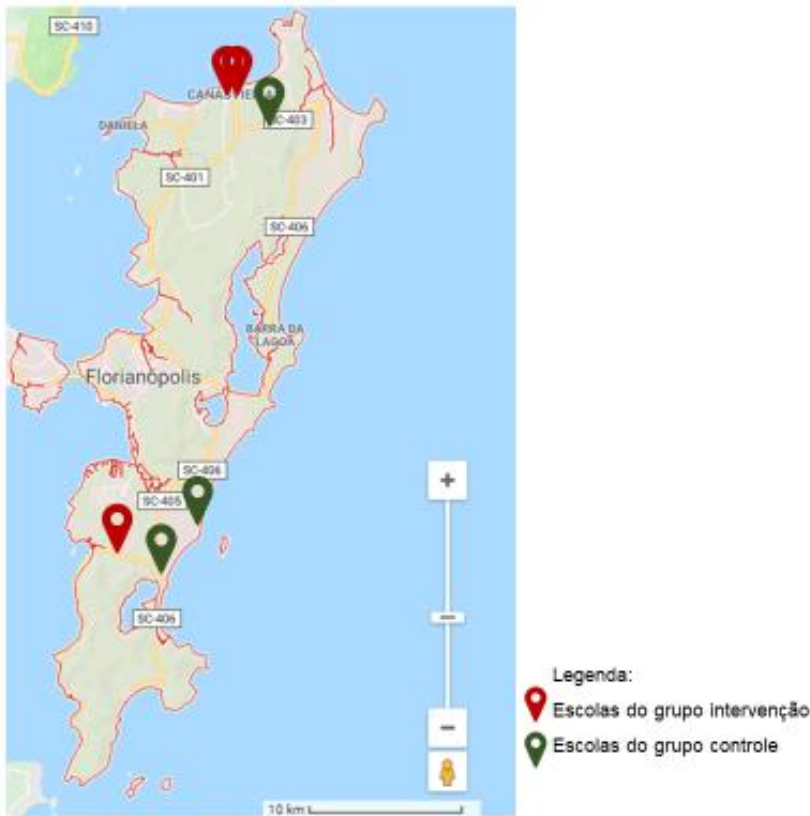 SC-410
CANASVIEIRAS
DANIELA
SC-403
SC-401
SC-406
BARRA DA
LAGOA
Florianópolis
SC-406
SC-405
SC-406
10 km
Legenda:
Escolas do grupo intervenção
Escolas do grupo controle